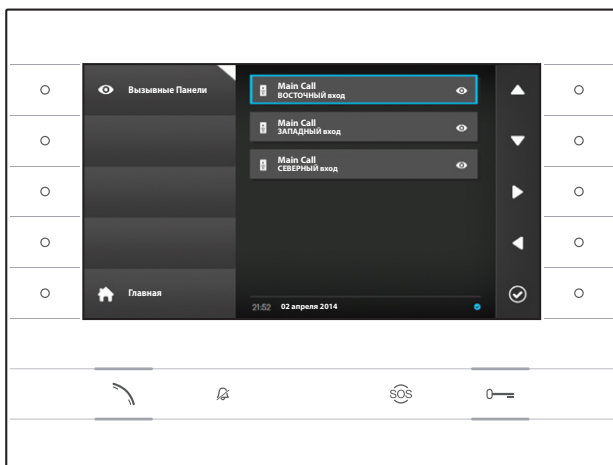 Вызывные Панели
Main Call
ВОСТОЧНЫЙ вход
Main Call
ЗАПАДНЫЙ вход
Main Call
СЕВЕРНЫЙ вход
Главная
21:52 02 апреля 2014
SOS